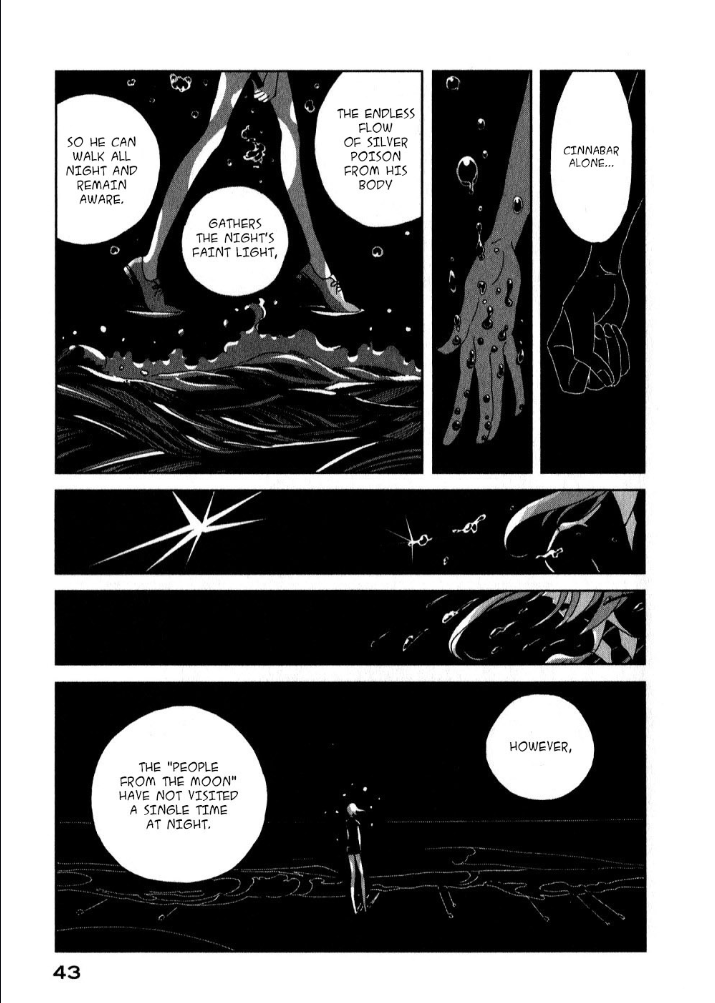 CINNABAR
ALONE...
THE ENDLESS
FLOW
OF SILVER
POISON
FROM HIS
BODY
GATHERS
THE NIGHT'S
FAINT LIGHT,
SO HE CAN
WALK ALL
NIGHT AND
REMAIN
AWARE.
HOWEVER,
THE "PEOPLE
FROM THE MOON"
HAVE NOT VISITED
A SINGLE TIME
AT NIGHT.
43